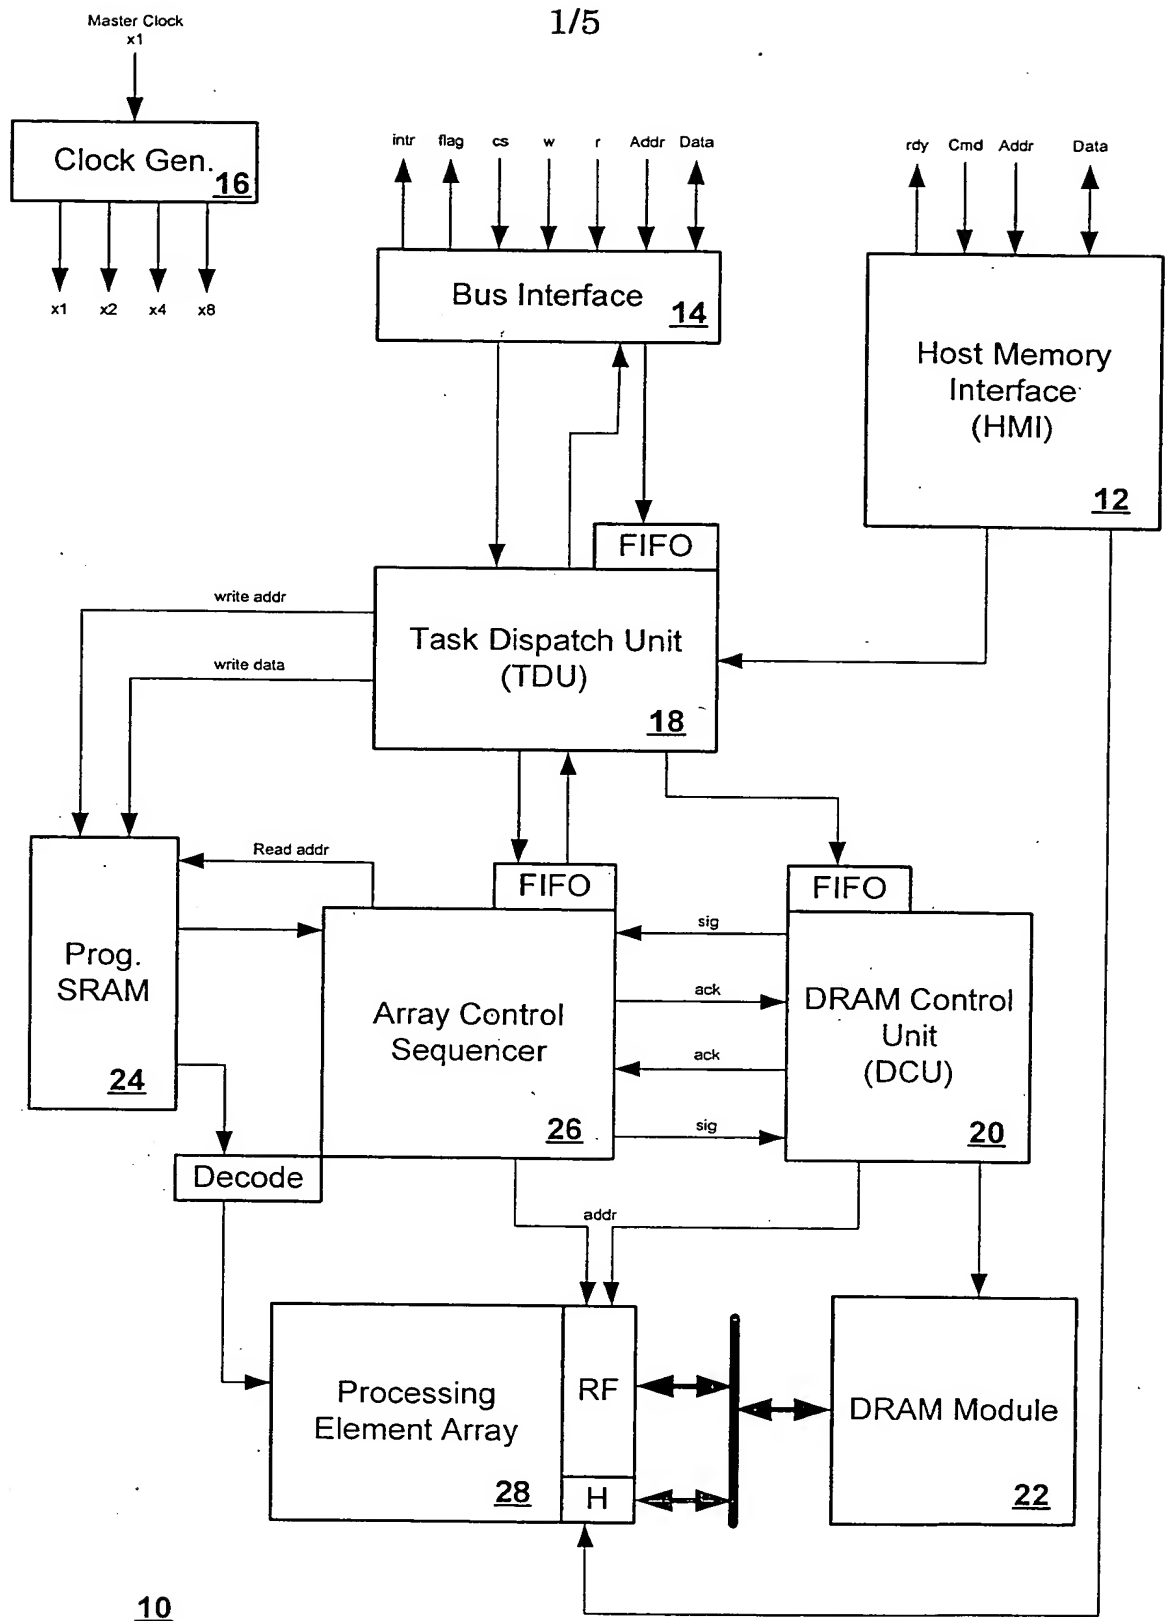 1/5
Master Clock
x1
Clock Gen.
16
x1 x2 x4 x8
intr flag cs w r Addr Data
Bus Interface
14
rdy Cmd Addr Data
Host Memory
Interface
(HMI)
12
FIFO
Task Dispatch Unit
(TDU)
18
write addr
write data
Read addr
Prog.
SRAM
24
FIFO
Array Control
Sequencer
26
sig
ack
ack
sig
FIFO
DRAM Control
Unit
(DCU)
20
Decode
addr
Processing
Element Array
28
RF
H
DRAM Module
22
10